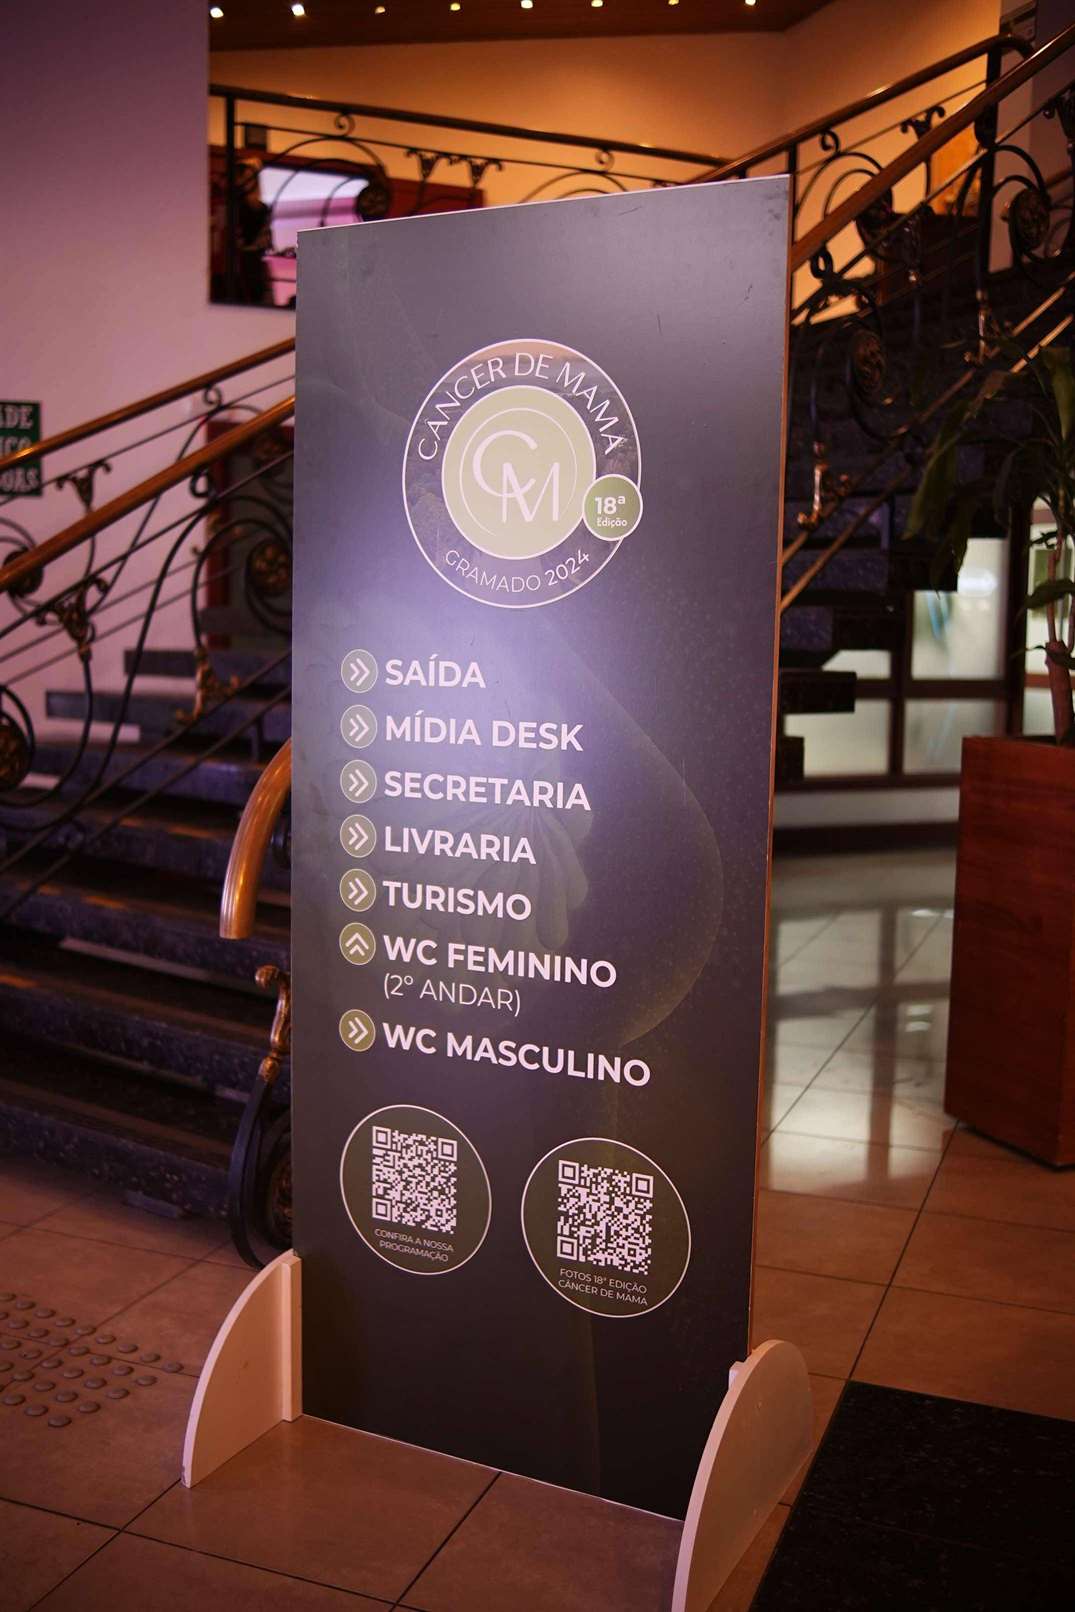 CÂNCER DE MAMA
CM
18ª
Edição
GRAMADO 2024
SAÍDA
MÍDIA DESK
SECRETARIA
LIVRARIA
TURISMO
WC FEMININO
(2º ANDAR)
WC MASCULINO
CONFIRA A NOSSA
PROGRAMAÇÃO
FOTOS 18ª EDIÇÃO
CÂNCER DE MAMA